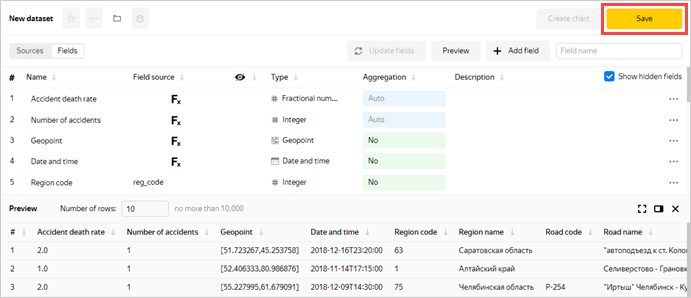 New dataset Create chart Save
Sources Fields Update fields Preview + Add field Field name
# Name Field source Type Aggregation Description Show hidden fields
1 Accident death rate Fx # Fractional num... Auto ...
2 Number of accidents Fx # Integer Auto ...
3 Geopoint Fx Geopoint No ...
4 Date and time Fx Date and time No ...
5 Region code reg_code # Integer No ...
Preview Number of rows: 10 no more than 10,000
# Accident death rate Number of accidents Geopoint Date and time Region code Region name Road code Road name
1 2.0 1 [51.723267,45.253758] 2018-12-16T23:20:00 63 Саратовская область "автоподъезд к ст. Коло
2 1.0 1 [52.406333,80.986876] 2018-11-14T17:15:00 1 Алтайский край Селиверстово - Грановк
3 2.0 1 [55.227995,61.679091] 2018-12-09T14:30:00 75 Челябинская область Р-254 "Иртыш" Челябинск - Ку